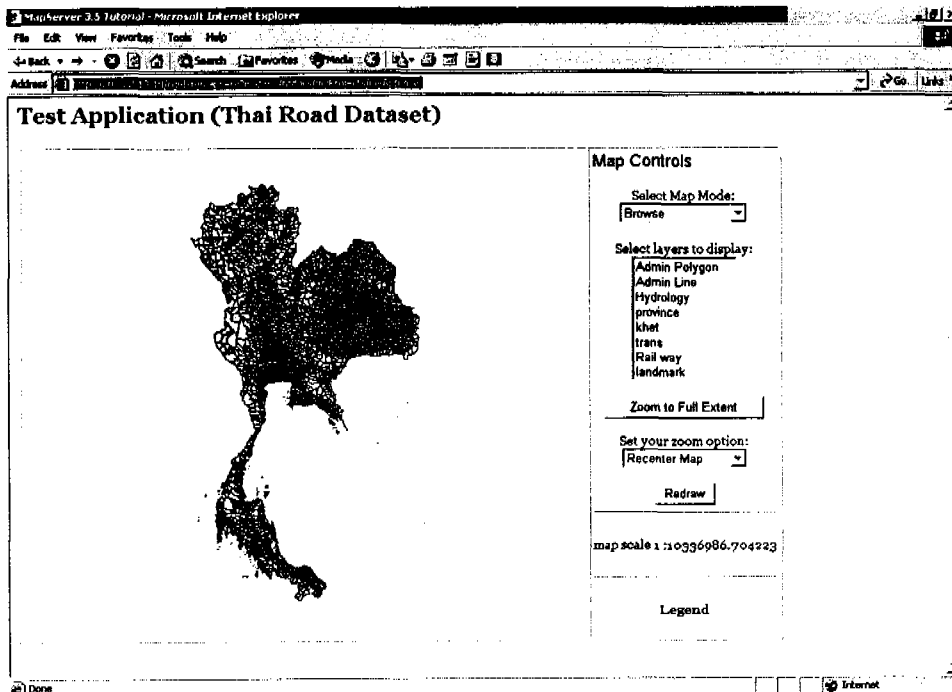 MapServer 3.5 Tutorial - Microsoft Internet Explorer
File Edit View Favorites Tools Help
Back Search Favorites Media
Address Go Links
Test Application (Thai Road Dataset)
Map Controls
Select Map Mode:
Browse
Select layers to display:
Admin Polygon
Admin Line
Hydrology
province
khet
trans
Rail way
landmark
Zoom to Full Extent
Set your zoom option:
Recenter Map
Redraw
map scale 1 :10336986.704223
Legend
Done Internet